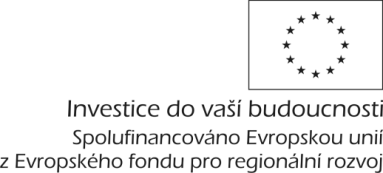 Investice do vaší budoucnosti
Spolufinancováno Evropskou unií
z Evropského fondu pro regionální rozvoj